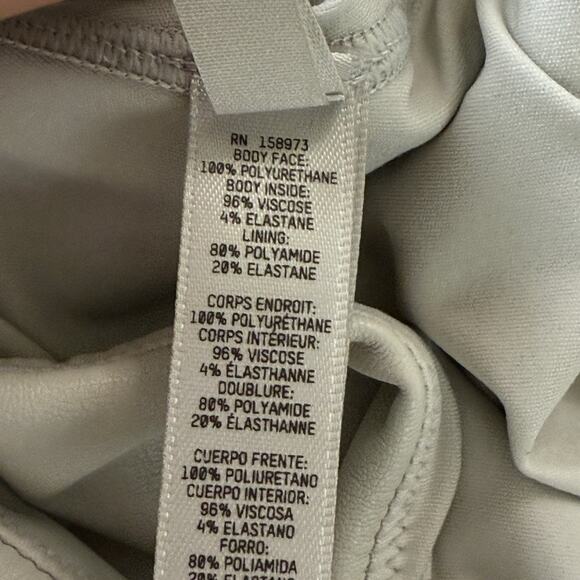 RN 158973
BODY FACE:
100% POLYURETHANE
BODY INSIDE:
96% VISCOSE
4% ELASTANE
LINING:
80% POLYAMIDE
20% ELASTANE
CORPS ENDROIT:
100% POLYURÉTHANE
CORPS INTÉRIEUR:
96% VISCOSE
4% ÉLASTHANNE
DOUBLURE:
80% POLYAMIDE
20% ÉLASTHANNE
CUERPO FRENTE:
100% POLIURETANO
CUERPO INTERIOR:
96% VISCOSA
4% ELASTANO
FORRO:
80% POLIAMIDA
20% ELASTANO